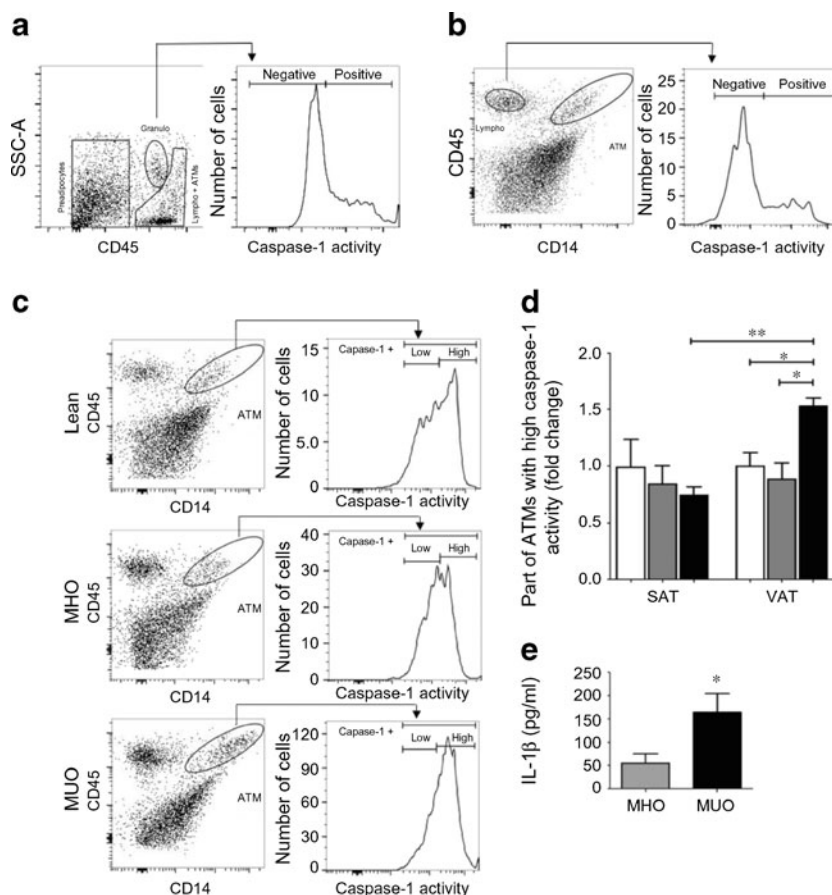 a
SSC-A
Preadipocytes
Granulo
Lympho + ATMs
CD45
Negative Positive
Number of cells
Caspase-1 activity
b
CD45
Lympho
ATM
CD14
25
20
15
10
5
0
Negative Positive
Number of cells
Caspase-1 activity
c
Lean
CD45
ATM
CD14
15
10
5.0
0
Capase-1 +
Low High
Number of cells
Caspase-1 activity
MHO
CD45
ATM
CD14
40
30
20
10
0
Capase-1 +
Low High
Number of cells
Caspase-1 activity
MUO
CD45
ATM
CD14
120
90
60
30
0
Capase-1 +
Low High
Number of cells
Caspase-1 activity
d
Part of ATMs with high caspase-1
activity (fold change)
2.0
1.5
1.0
0.5
0.0
**
*
*
SAT VAT
e
IL-1β (pg/ml)
250
200
150
100
50
0
*
MHO MUO